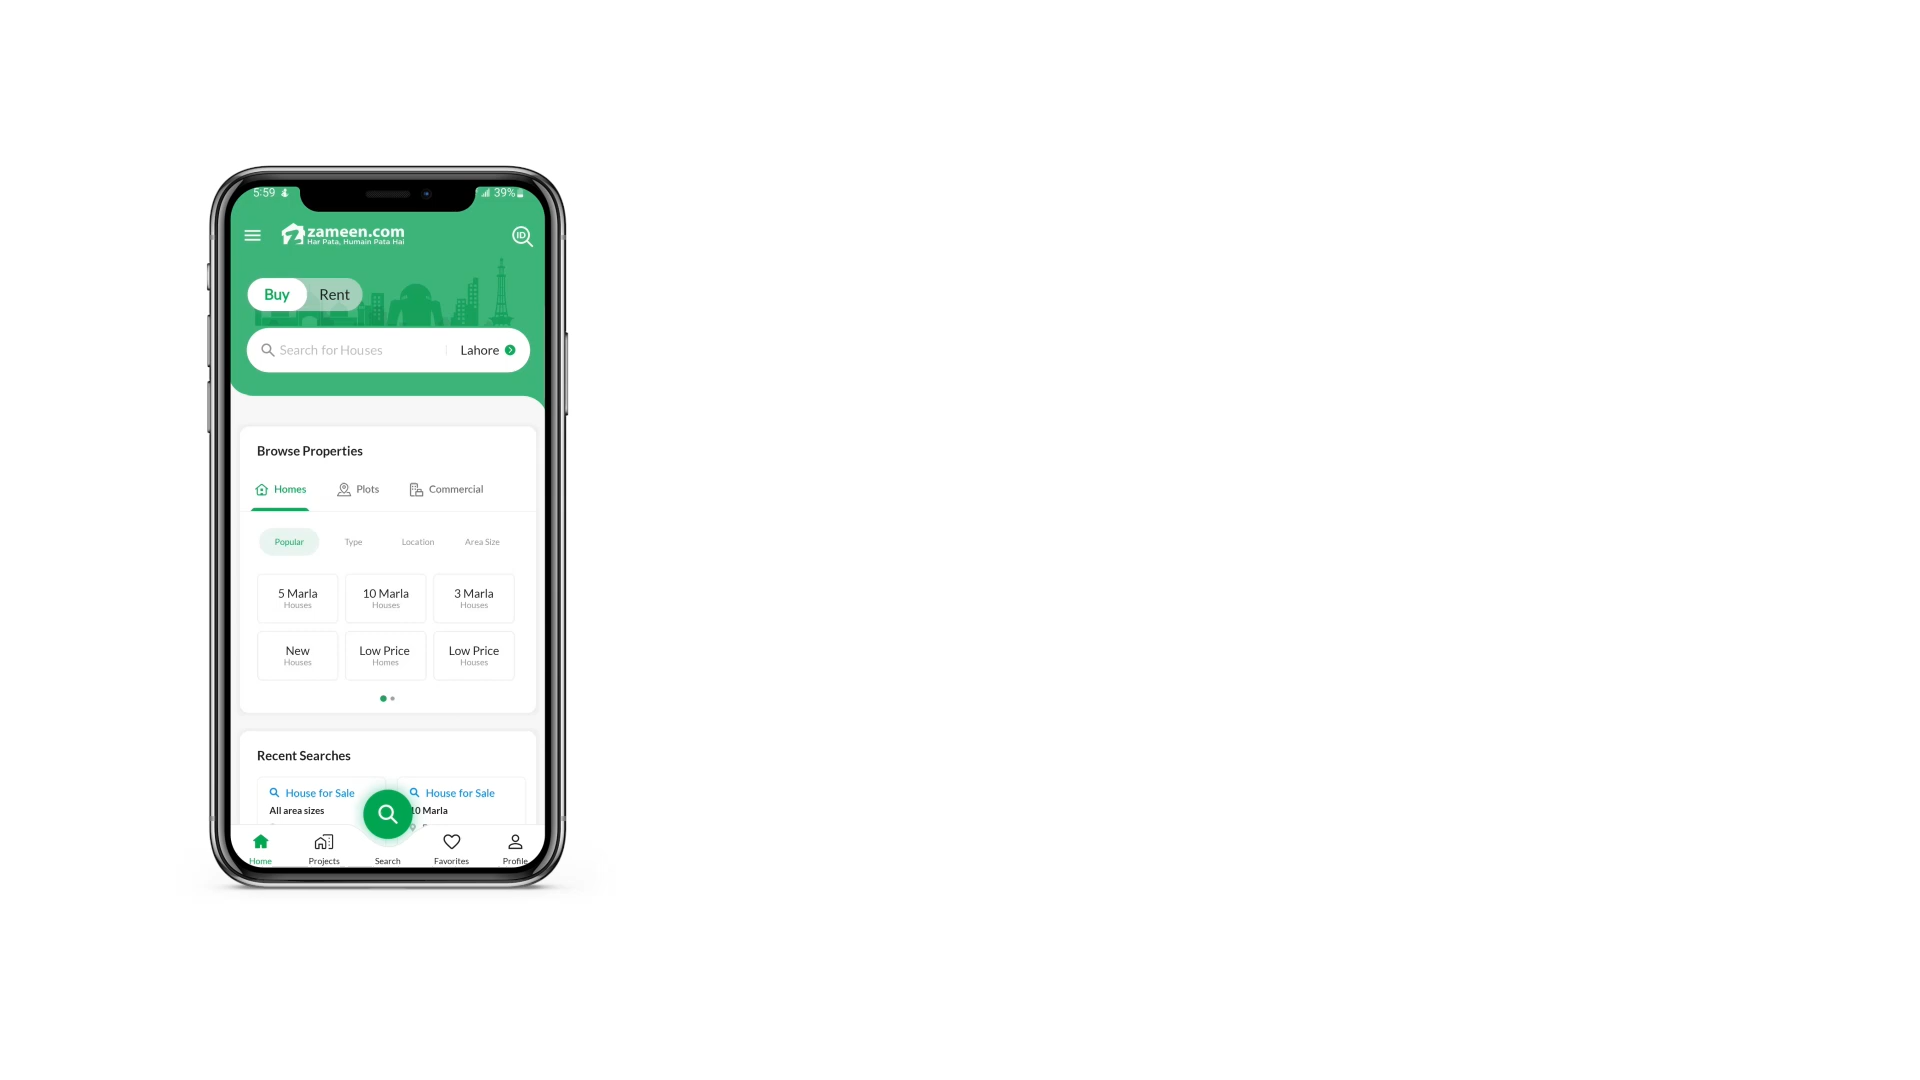 5:59
39%
zameen.com
Har Pata, Humain Pata Hai
ID
Buy
Rent
Search for Houses
Lahore
Browse Properties
Homes
Plots
Commercial
Popular
Type
Location
Area Size
5 Marla
Houses
10 Marla
Houses
3 Marla
Houses
New
Houses
Low Price
Homes
Low Price
Houses
Recent Searches
House for Sale
All area sizes
House for Sale
10 Marla
Home
Projects
Search
Favorites
Profile